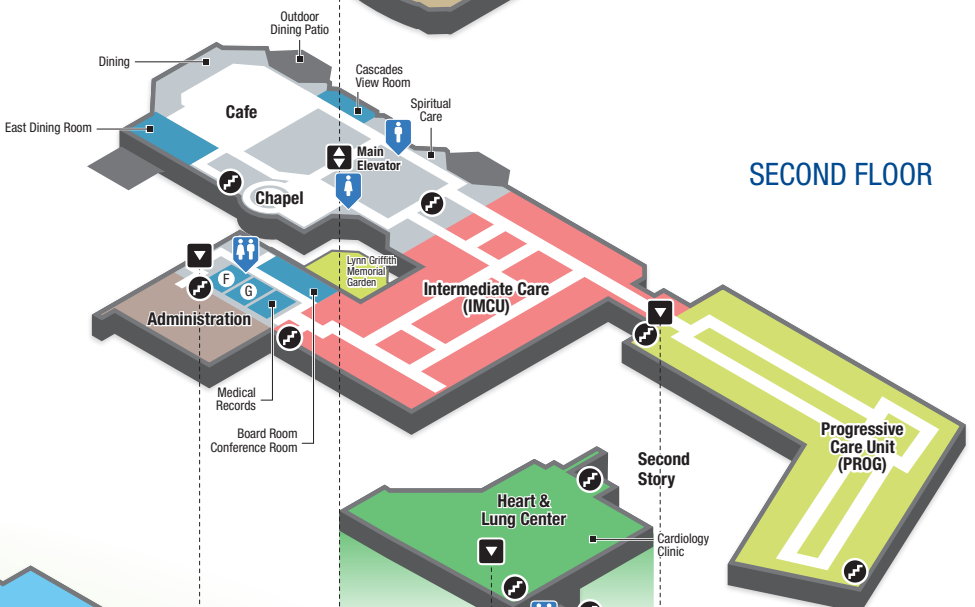 Outdoor
Dining Patio
Dining
Cascades
View Room
Cafe
Spiritual
Care
East Dining Room
Main
Elevator
SECOND FLOOR
Chapel
Lynn Griffith
Memorial
Garden
F
G
Intermediate Care
(IMCU)
Administration
Medical
Records
Board Room
Conference Room
Progressive
Care Unit
(PROG)
Second
Story
Heart &
Lung Center
Cardiology
Clinic